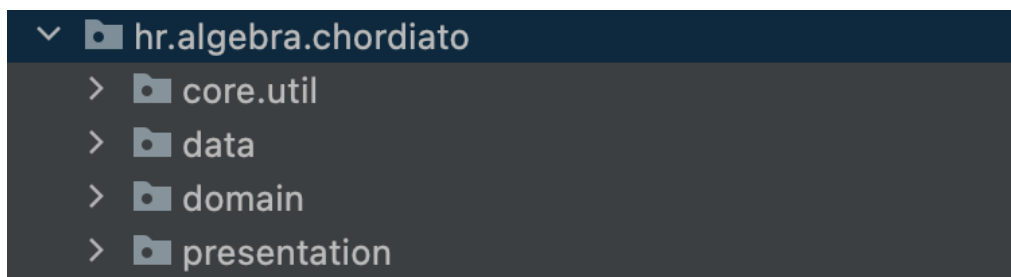 hr.algebra.chordiato
core.util
data
domain
presentation